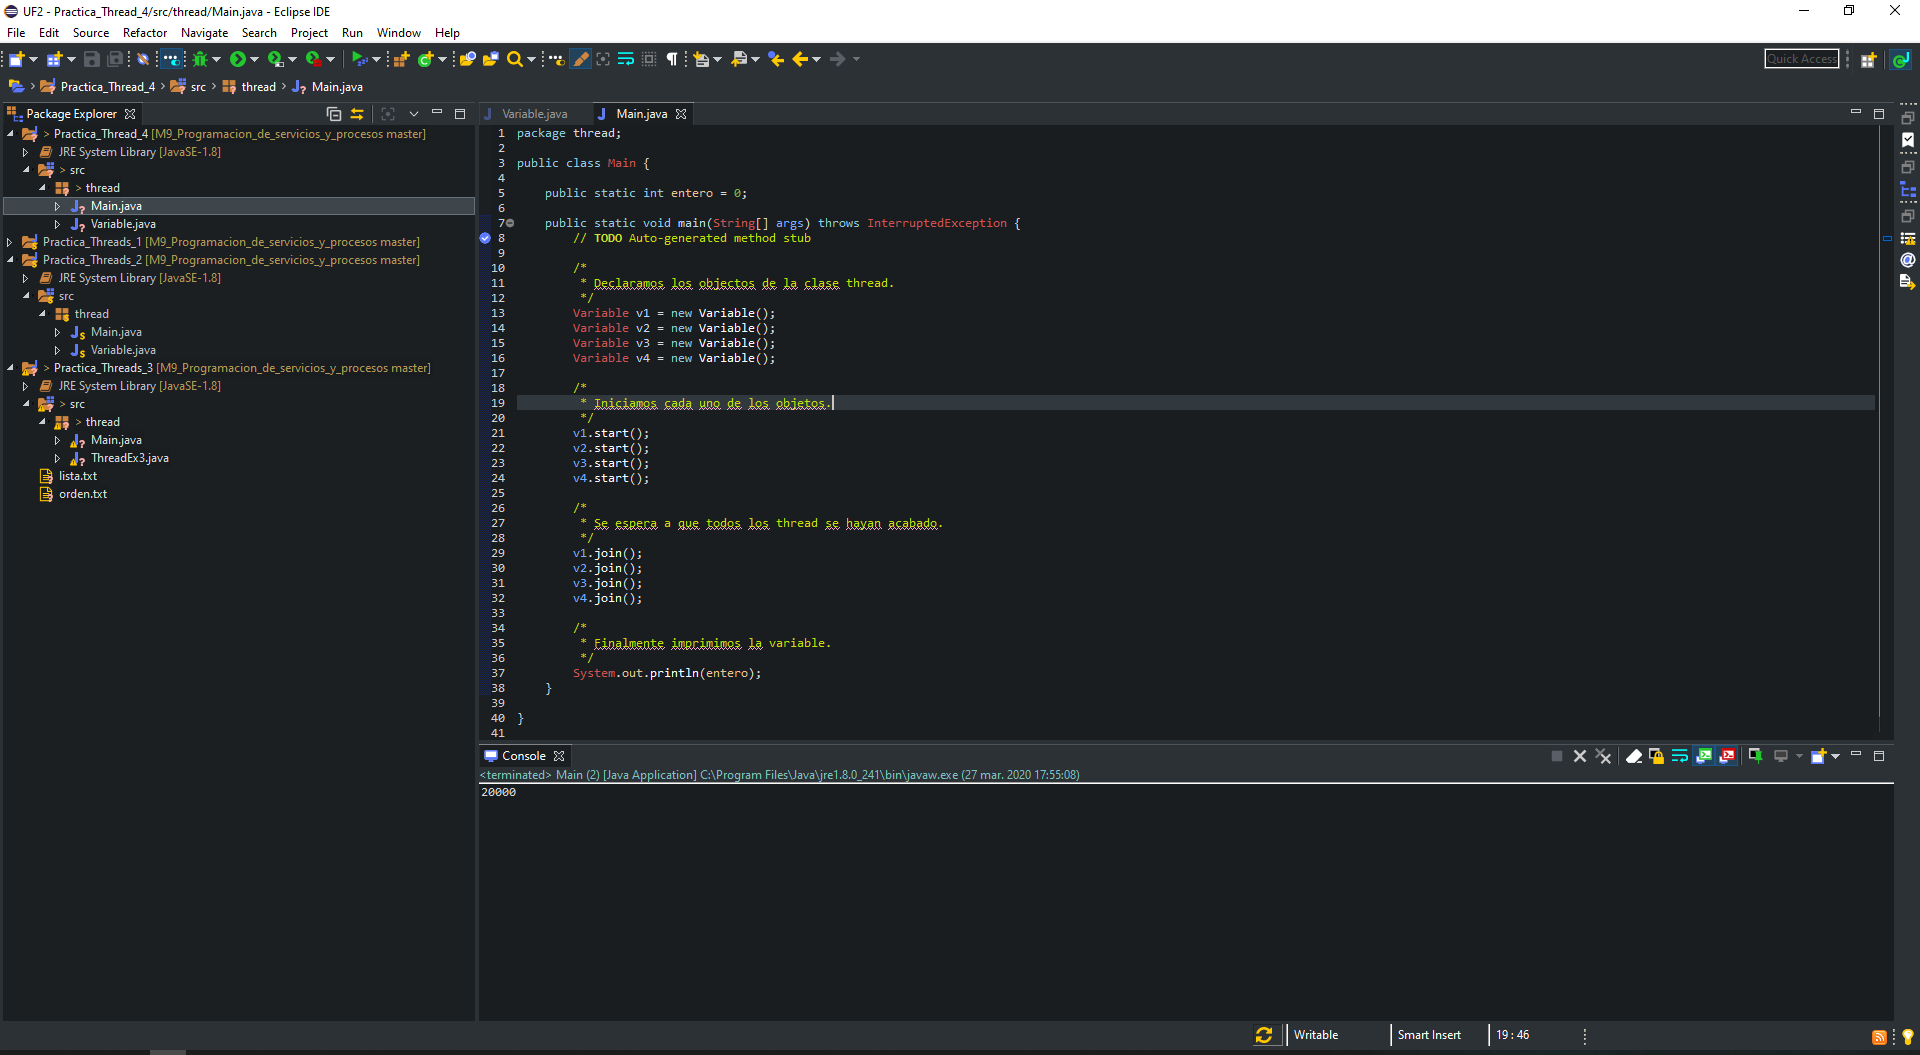 UF2 - Practica_Thread_4/src/thread/Main.java - Eclipse IDE
File Edit Source Refactor Navigate Search Project Run Window Help
Quick Access
Practica_Thread_4 > src > thread > Main.java
Package Explorer
> Practica_Thread_4 [M9_Programacion_de_servicios_y_procesos master]
JRE System Library [JavaSE-1.8]
> src
> thread
Main.java
Variable.java
Practica_Threads_1 [M9_Programacion_de_servicios_y_procesos master]
Practica_Threads_2 [M9_Programacion_de_servicios_y_procesos master]
JRE System Library [JavaSE-1.8]
src
thread
Main.java
Variable.java
> Practica_Threads_3 [M9_Programacion_de_servicios_y_procesos master]
JRE System Library [JavaSE-1.8]
> src
> thread
Main.java
ThreadEx3.java
lista.txt
orden.txt
Variable.java Main.java
1 package thread;
2
3 public class Main {
4
5 public static int entero = 0;
6
7 public static void main(String[] args) throws InterruptedException {
8 // TODO Auto-generated method stub
9
10 /*
11 * Declaramos los objectos de la clase thread.
12 */
13 Variable v1 = new Variable();
14 Variable v2 = new Variable();
15 Variable v3 = new Variable();
16 Variable v4 = new Variable();
17
18 /*
19 * Iniciamos cada uno de los objetos.
20 */
21 v1.start();
22 v2.start();
23 v3.start();
24 v4.start();
25
26 /*
27 * Se espera a que todos los thread se hayan acabado.
28 */
29 v1.join();
30 v2.join();
31 v3.join();
32 v4.join();
33
34 /*
35 * Finalmente imprimimos la variable.
36 */
37 System.out.println(entero);
38 }
39
40 }
41
Console
<terminated> Main (2) [Java Application] C:\Program Files\Java\jre1.8.0_241\bin\javaw.exe (27 mar. 2020 17:55:08)
20000
Writable Smart Insert 19 : 46